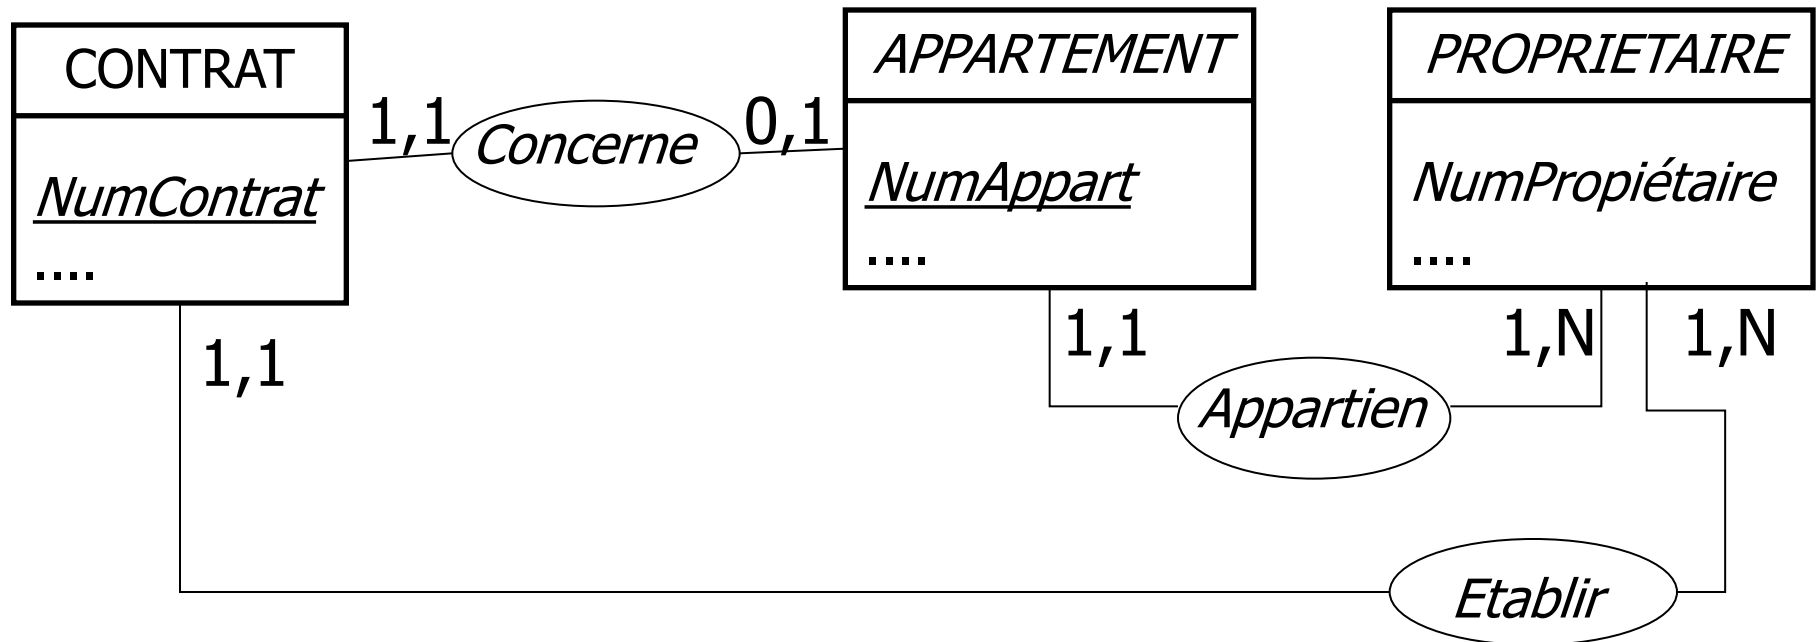 CONTRAT
NumContrat
....
1,1
Concerne
0,1
APPARTEMENT
NumAppart
....
PROPRIETAIRE
NumPropiétaire
....
1,1
1,1
1,N
1,N
Appartien
Etablir